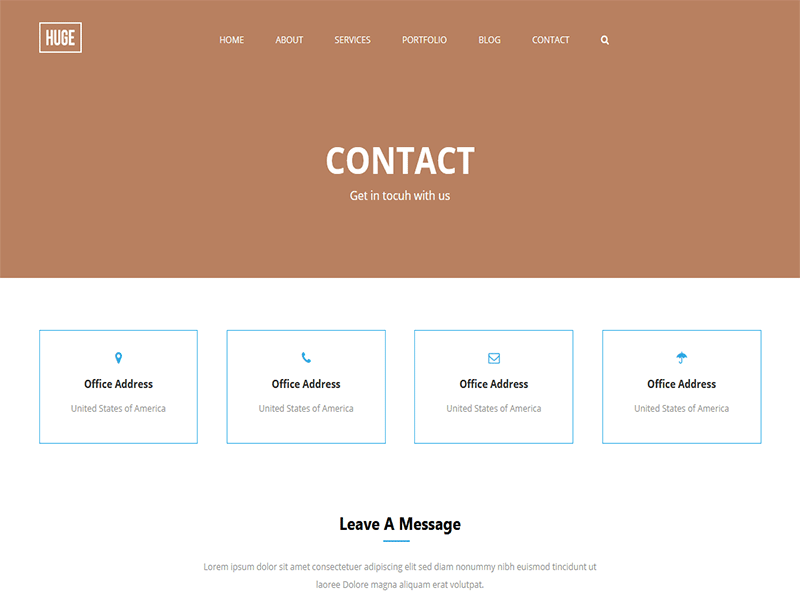 HUGE
HOME ABOUT SERVICES PORTFOLIO BLOG CONTACT
CONTACT
Get in tocuh with us
Office Address Office Address Office Address Office Address
United States of America United States of America United States of America United States of America
Leave A Message
Lorem ipsum dolor sit amet consectetuer adipiscing elit sed diam nonummy nibh euismod tincidunt ut
laoree Dolore magna aliquam erat volutpat.